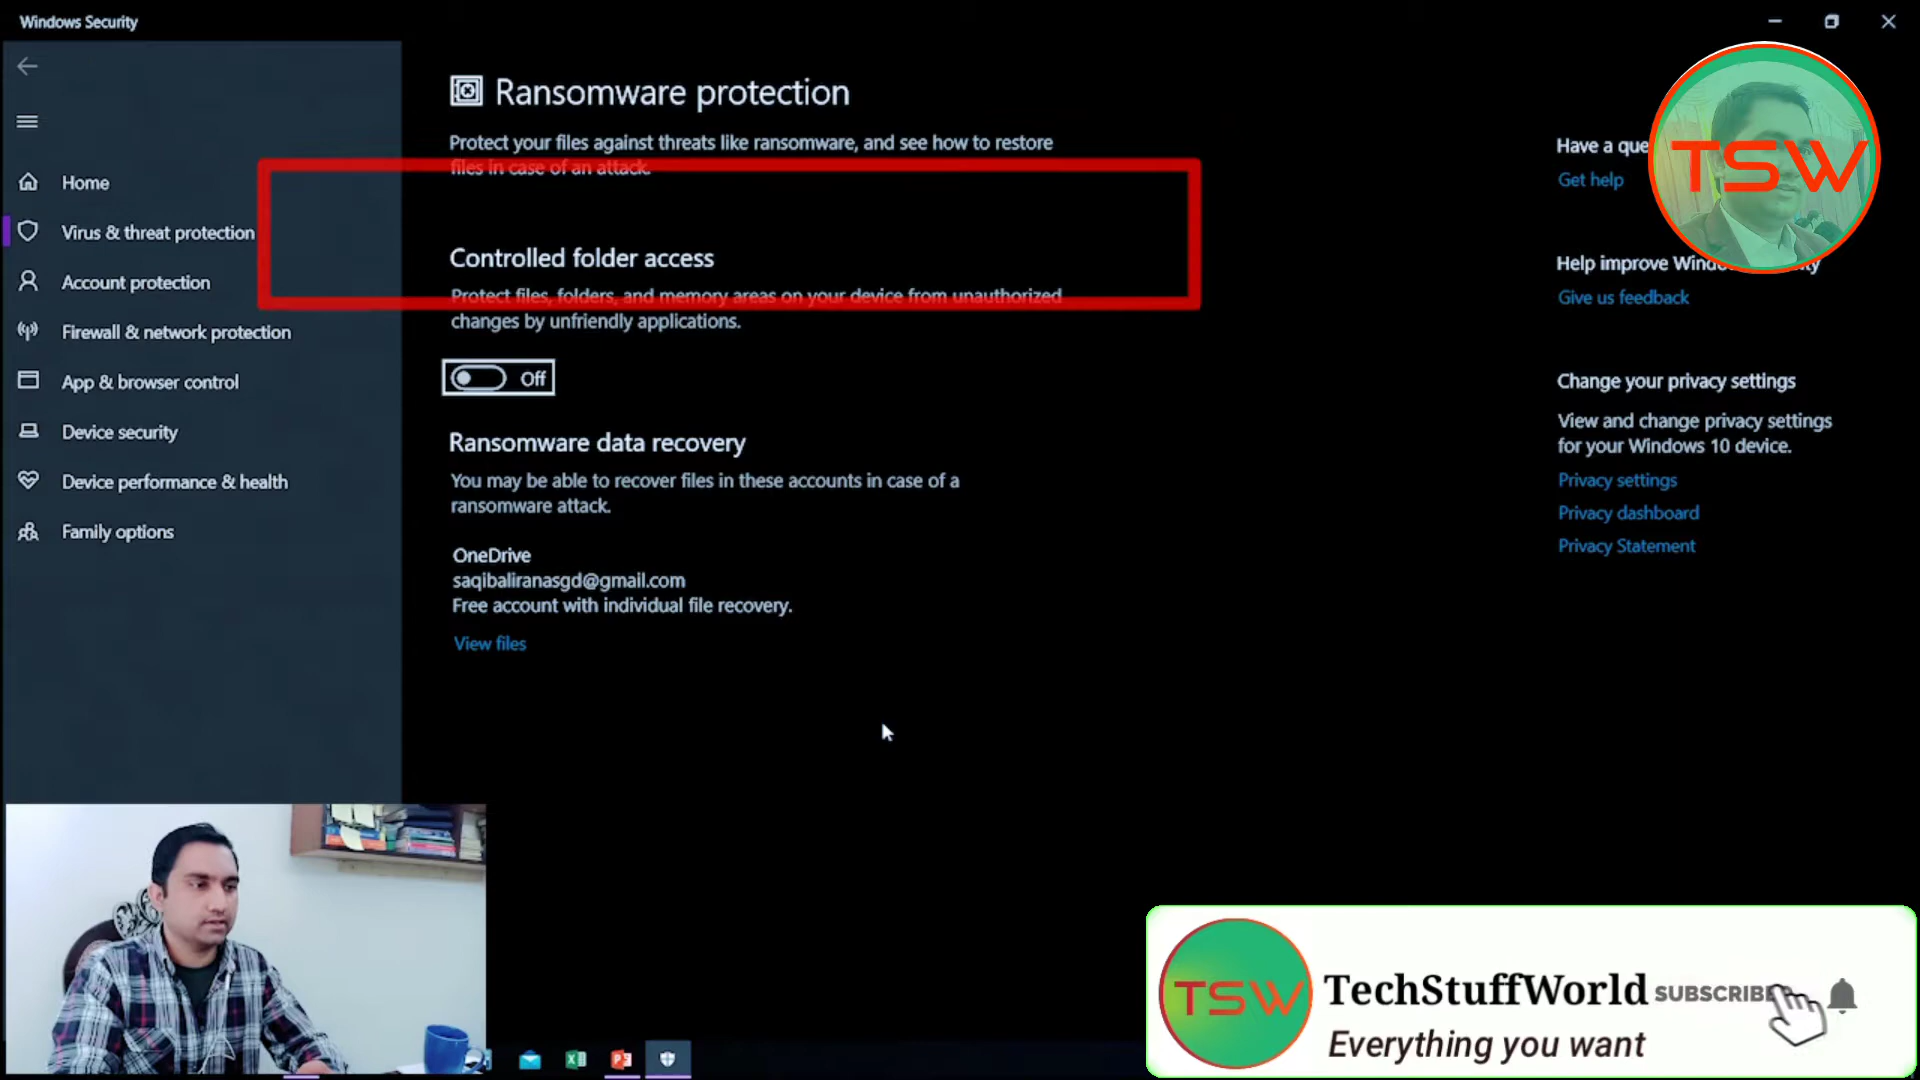 Windows Security
Home
Virus & threat protection
Account protection
Firewall & network protection
App & browser control
Device security
Device performance & health
Family options
Ransomware protection
Protect your files against threats like ransomware, and see how to restore
files in case of an attack.
Controlled folder access
Protect files, folders, and memory areas on your device from unauthorized
changes by unfriendly applications.
Off
Ransomware data recovery
You may be able to recover files in these accounts in case of a
ransomware attack.
OneDrive
saqibaliranasgd@gmail.com
Free account with individual file recovery.
View files
Have a que
Get help
Help improve Windo
Give us feedback
Change your privacy settings
View and change privacy settings
for your Windows 10 device.
Privacy settings
Privacy dashboard
Privacy Statement
TSW
TSW
TechStuffWorld
SUBSCRIBE
Everything you want